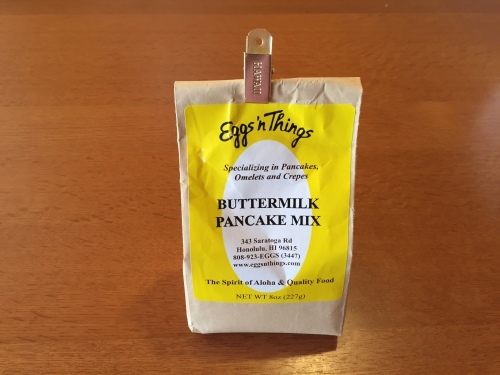 HAWAII
Eggs 'n Things
Specializing in Pancakes,
Omelets and Crepes
BUTTERMILK
PANCAKE MIX
343 Saratoga Rd
Honolulu, HI 96815
808-923-EGGS (3447)
www.eggsnthings.com
The Spirit of Aloha & Quality Food
NET WT 8oz (227g)